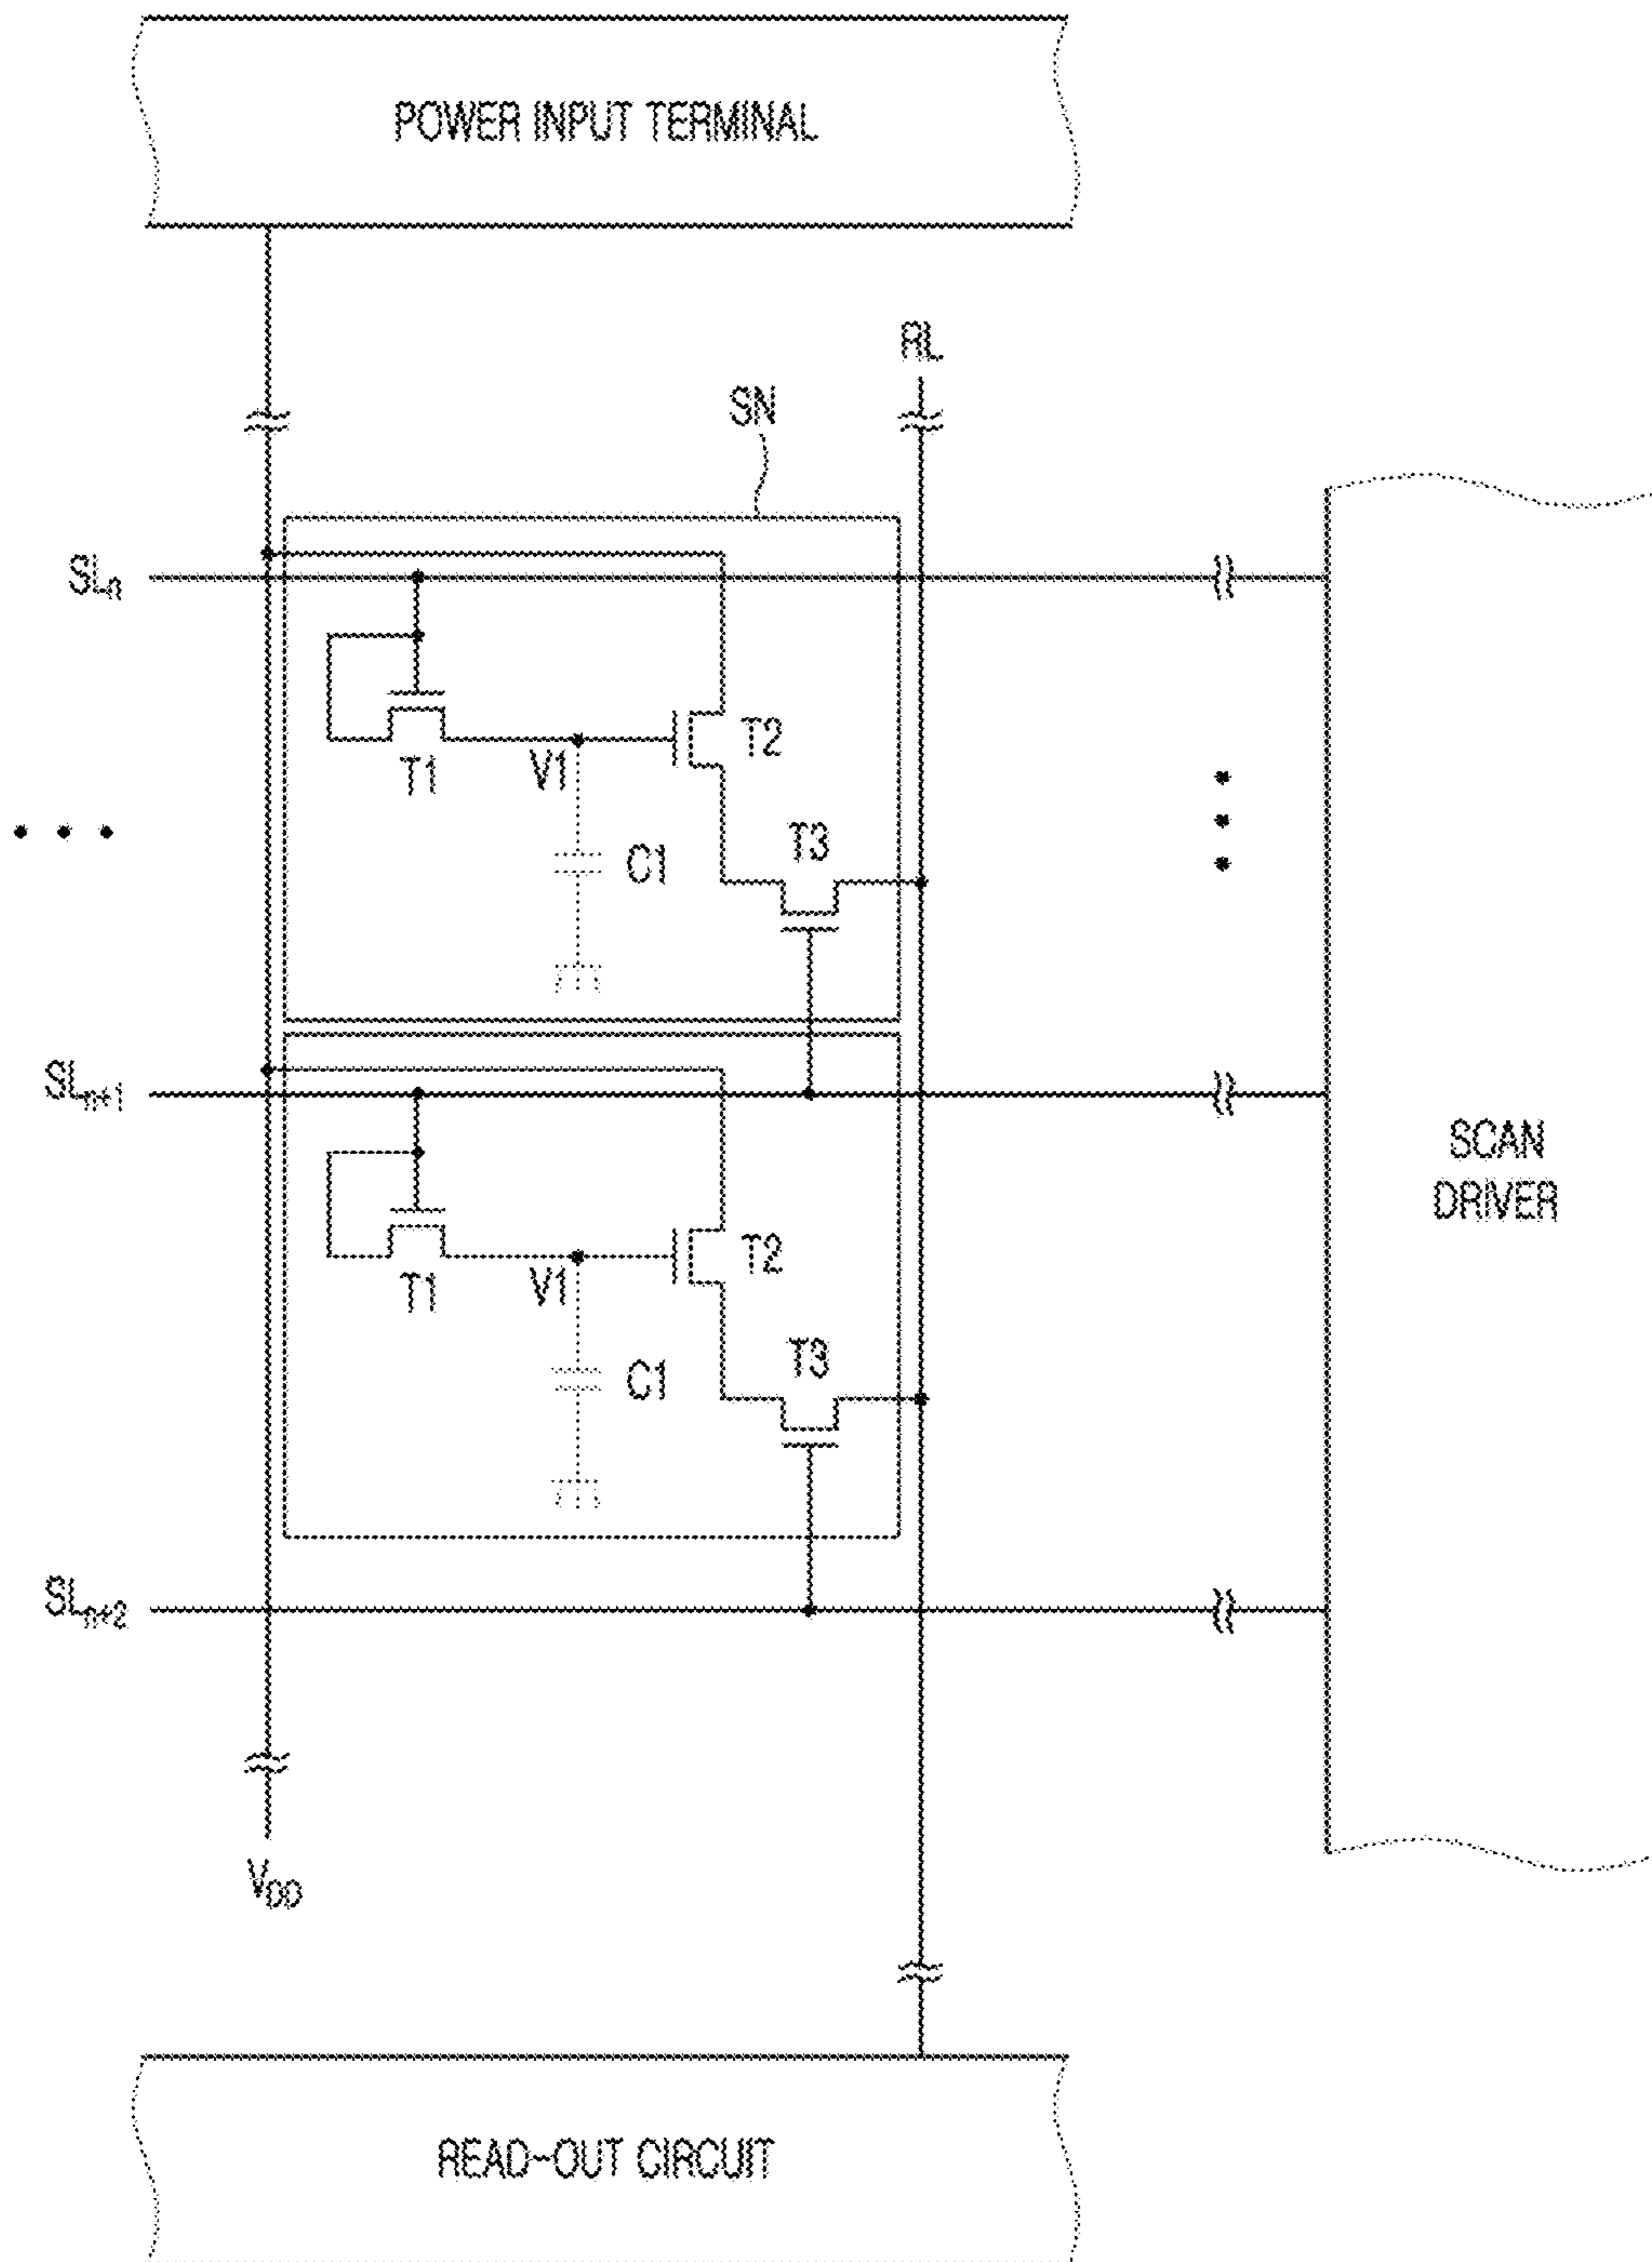 POWER INPUT TERMINAL
RL
SN
SLn
T2
T1
V1
T3
C1
SLn+1
SCAN
DRIVER
T2
T1
V1
T3
C1
SLn+2
VDD
READ-OUT CIRCUIT